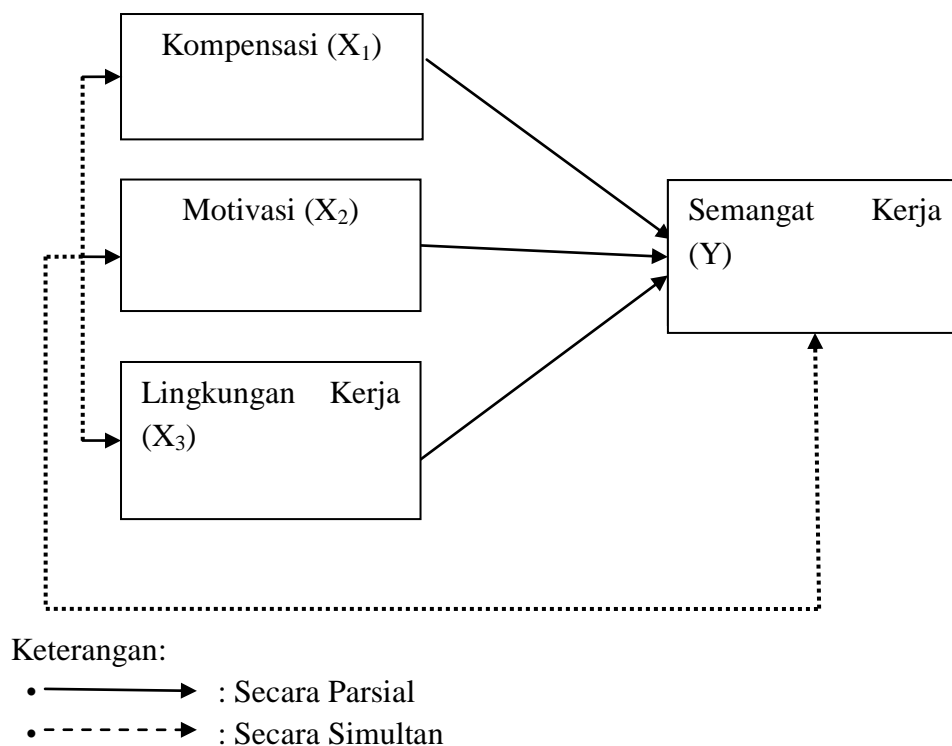 Kompensasi (X₁)
Motivasi (X₂)
Lingkungan Kerja
(X₃)
Semangat Kerja
(Y)
Keterangan:
• : Secara Parsial
• : Secara Simultan